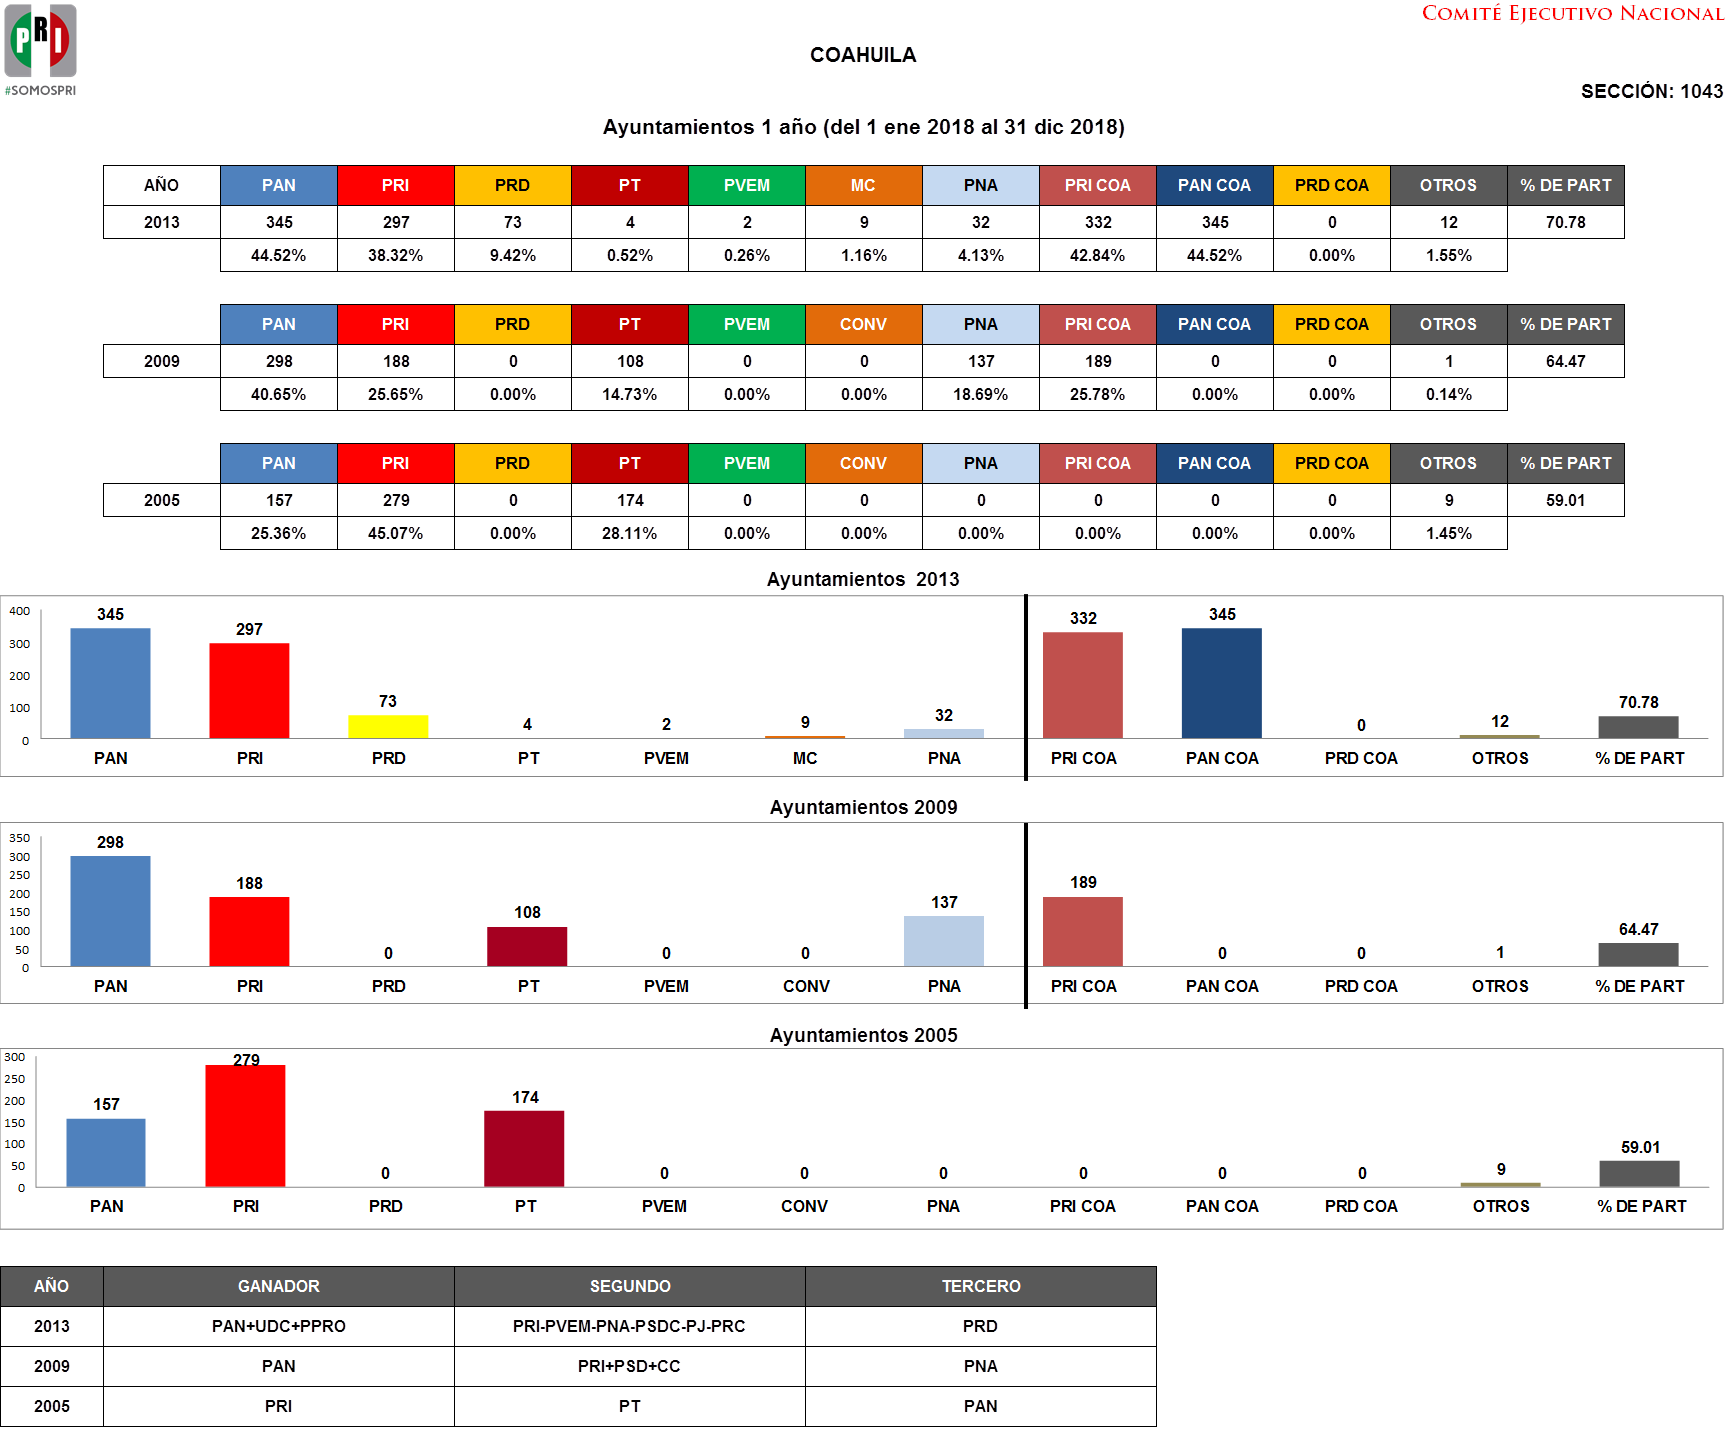 COMITÉ EJECUTIVO NACIONAL
PRI
#SOMOSPRI
COAHUILA
SECCIÓN: 1043
Ayuntamientos 1 año (del 1 ene 2018 al 31 dic 2018)
AÑO PAN PRI PRD PT PVEM MC PNA PRI COA PAN COA PRD COA OTROS % DE PART
2013 345 297 73 4 2 9 32 332 345 0 12 70.78
44.52% 38.32% 9.42% 0.52% 0.26% 1.16% 4.13% 42.84% 44.52% 0.00% 1.55%
PAN PRI PRD PT PVEM CONV PNA PRI COA PAN COA PRD COA OTROS % DE PART
2009 298 188 0 108 0 0 137 189 0 0 1 64.47
40.65% 25.65% 0.00% 14.73% 0.00% 0.00% 18.69% 25.78% 0.00% 0.00% 0.14%
PAN PRI PRD PT PVEM CONV PNA PRI COA PAN COA PRD COA OTROS % DE PART
2005 157 279 0 174 0 0 0 0 0 0 9 59.01
25.36% 45.07% 0.00% 28.11% 0.00% 0.00% 0.00% 0.00% 0.00% 0.00% 1.45%
Ayuntamientos 2013
400
300
200
100
0
345 297 73 4 2 9 32 332 345 0 12 70.78
PAN PRI PRD PT PVEM MC PNA PRI COA PAN COA PRD COA OTROS % DE PART
Ayuntamientos 2009
350
300
250
200
150
100
50
0
298 188 0 108 0 0 137 189 0 0 1 64.47
PAN PRI PRD PT PVEM CONV PNA PRI COA PAN COA PRD COA OTROS % DE PART
Ayuntamientos 2005
300
250
200
150
100
50
0
157 279 0 174 0 0 0 0 0 0 9 59.01
PAN PRI PRD PT PVEM CONV PNA PRI COA PAN COA PRD COA OTROS % DE PART
AÑO GANADOR SEGUNDO TERCERO
2013 PAN+UDC+PPRO PRI-PVEM-PNA-PSDC-PJ-PRC PRD
2009 PAN PRI+PSD+CC PNA
2005 PRI PT PAN